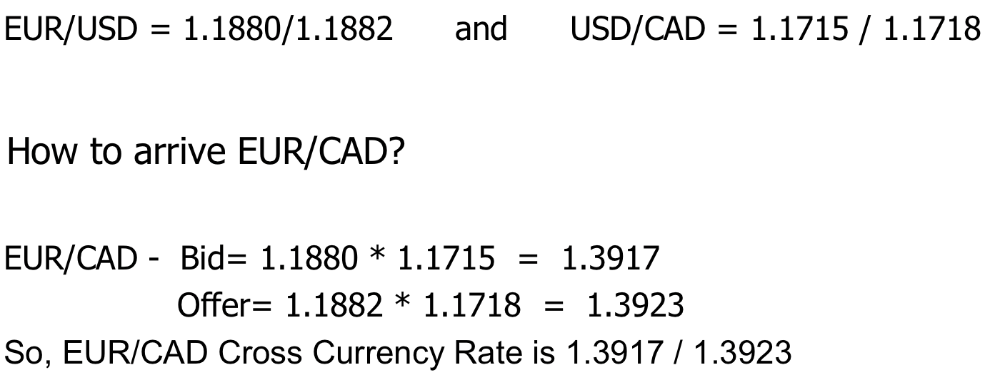 EUR/USD = 1.1880/1.1882 and USD/CAD = 1.1715 / 1.1718
How to arrive EUR/CAD?
EUR/CAD - Bid= 1.1880 * 1.1715 = 1.3917
Offer= 1.1882 * 1.1718 = 1.3923
So, EUR/CAD Cross Currency Rate is 1.3917 / 1.3923